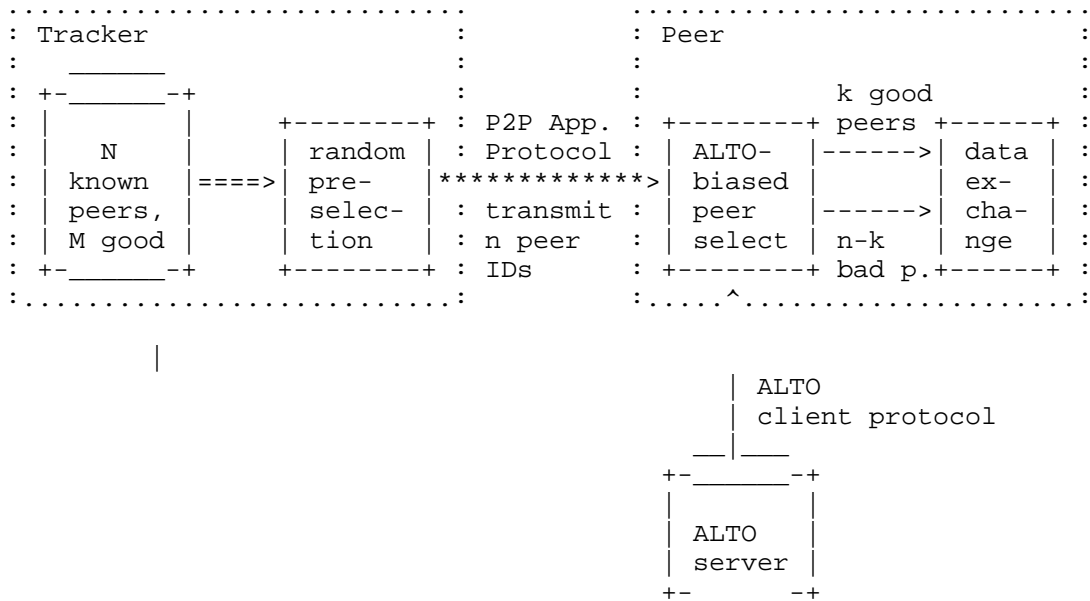 Tracker Peer
k good
P2P App. peers
N random Protocol ALTO- data
known pre- biased ex-
peers, selec- transmit peer cha-
M good tion n peer select n-k nge
IDs bad p.
ALTO
client protocol
ALTO
server